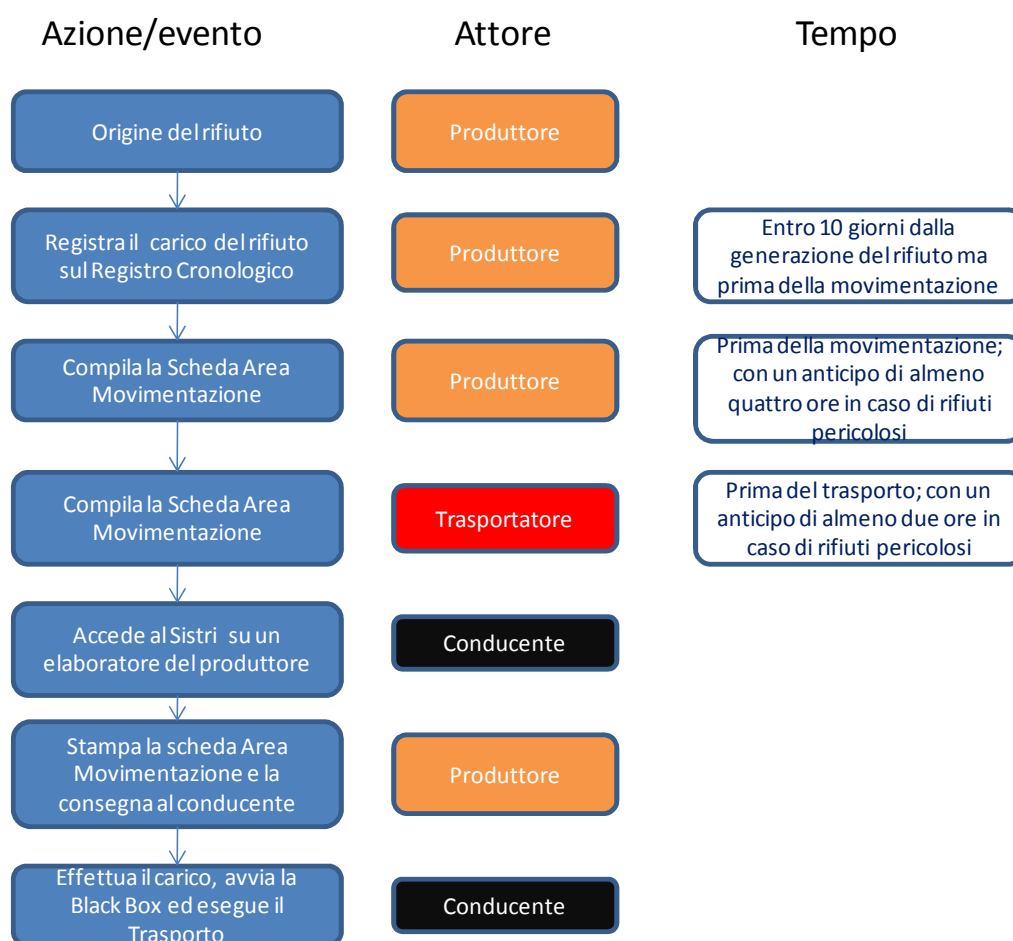 Azione/evento
Attore
Tempo
Origine del rifiuto
Produttore
Registra il carico del rifiuto
sul Registro Cronologico
Produttore
Entro 10 giorni dalla
generazione del rifiuto ma
prima della movimentazione
Compila la Scheda Area
Movimentazione
Produttore
Prima della movimentazione;
con un anticipo di almeno
quattro ore in caso di rifiuti
pericolosi
Compila la Scheda Area
Movimentazione
Trasportatore
Prima del trasporto; con un
anticipo di almeno due ore in
caso di rifiuti pericolosi
Accede al Sistri su un
elaboratore del produttore
Conducente
Stampa la scheda Area
Movimentazione e la
consegna al conducente
Produttore
Effettua il carico, avvia la
Black Box ed esegue il
Trasporto
Conducente